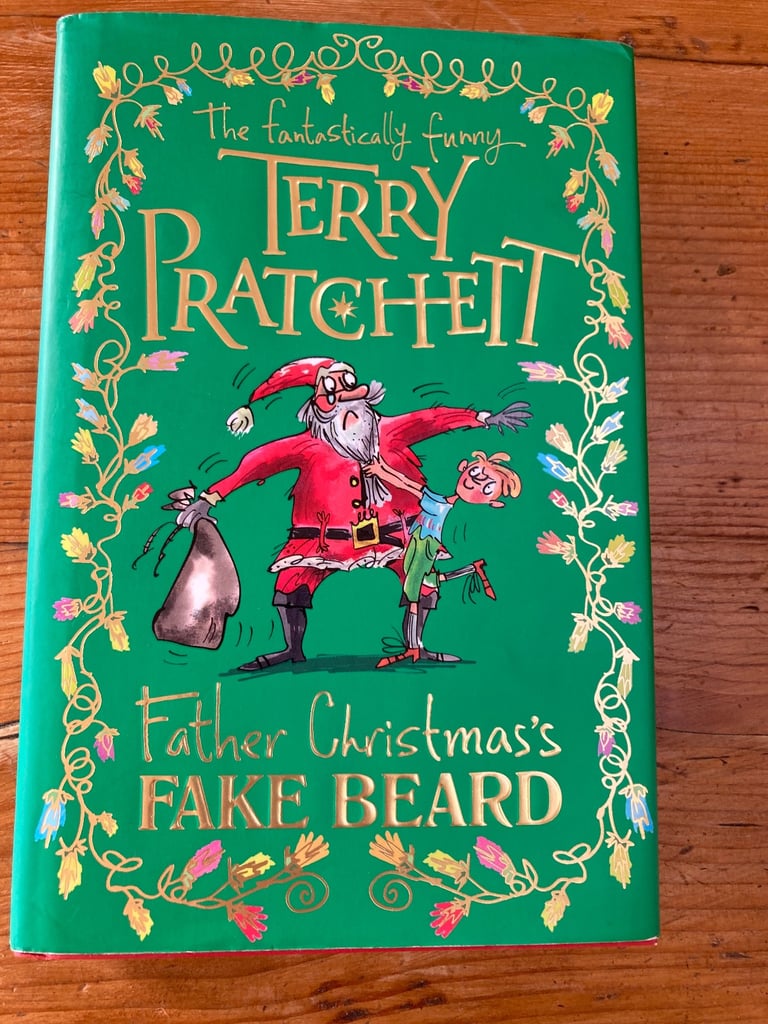 The fantastically funny
TERRY
PRATCHETT
Father Christmas's
FAKE BEARD